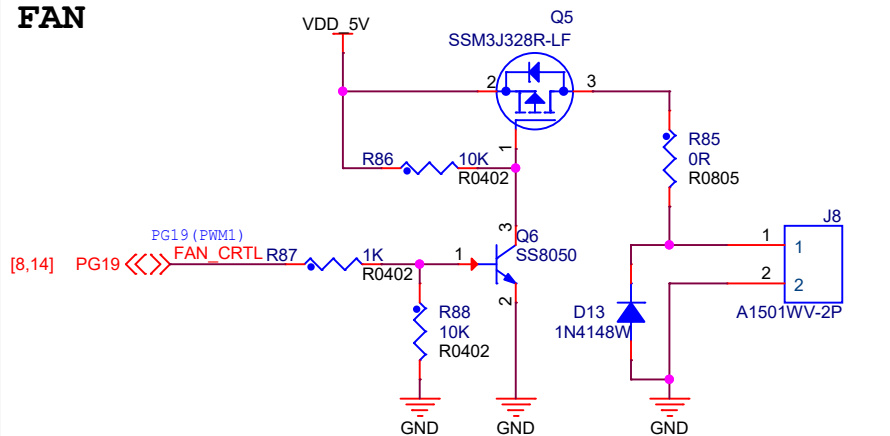 FAN
VDD_5V
Q5
SSM3J328R-LF
2
3
1
R86
10K
R0402
R85
0R
R0805
J8
1
1
2
2
A1501WV-2P
PG19(PWM1)
[8,14]
PG19
FAN_CRTL
R87
1K
R0402
1
3
Q6
SS8050
2
R88
10K
R0402
D13
1N4148W
GND
GND
GND